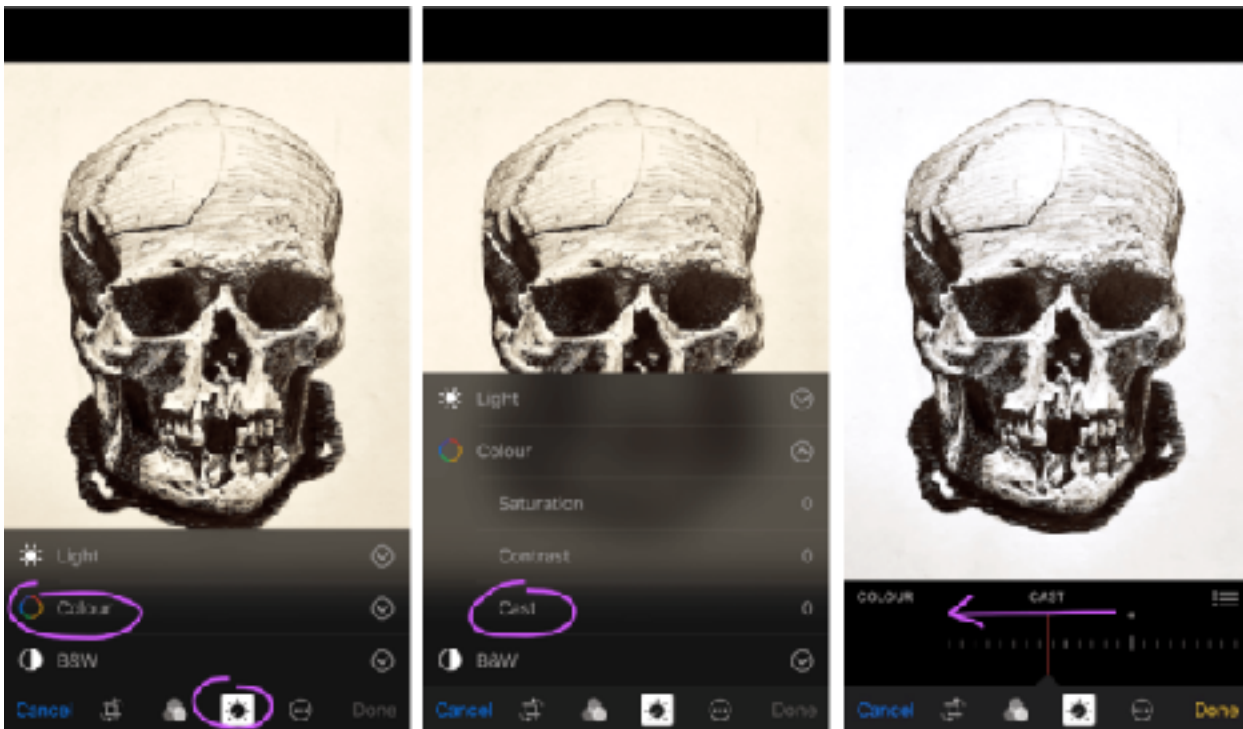 Light
Colour
B&W
Cancel Done
Light
Colour
Saturation 0
Contrast 0
Cast 0
B&W
Cancel Done
COLOUR CAST
Cancel Done